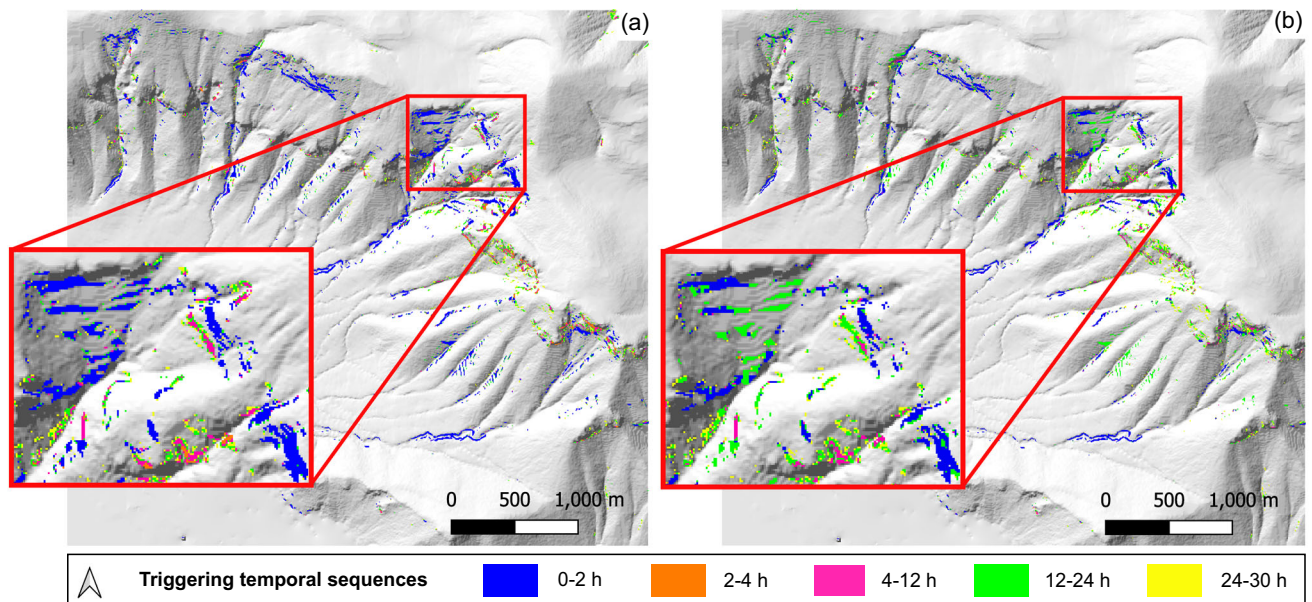 (a)
(b)
0 500 1,000 m
0 500 1,000 m
Triggering temporal sequences 0-2 h 2-4 h 4-12 h 12-24 h 24-30 h